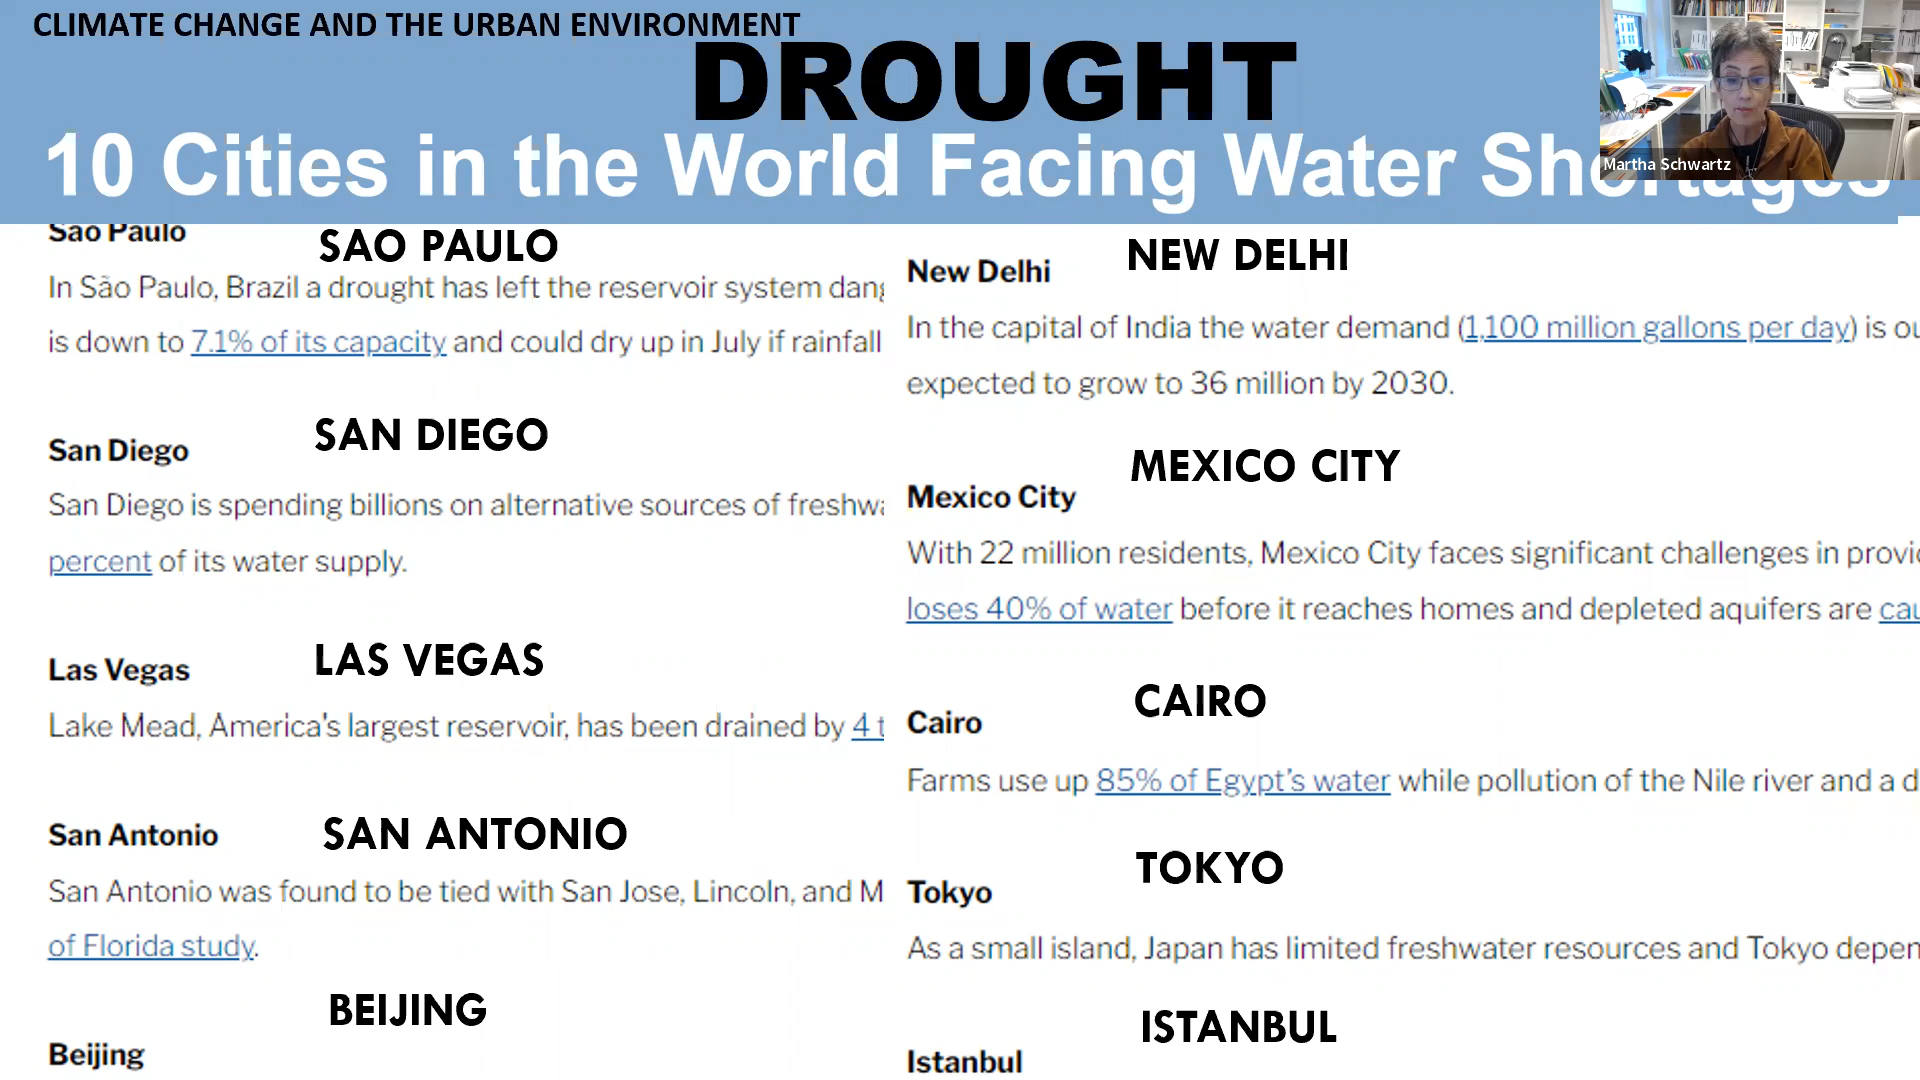 CLIMATE CHANGE AND THE URBAN ENVIRONMENT
DROUGHT
10 Cities in the World Facing Water Shortages
Martha Schwartz
Sao Paulo
SAO PAULO
In São Paulo, Brazil a drought has left the reservoir system dang
is down to 7.1% of its capacity and could dry up in July if rainfall
San Diego
SAN DIEGO
San Diego is spending billions on alternative sources of freshwa
percent of its water supply.
Las Vegas
LAS VEGAS
Lake Mead, America's largest reservoir, has been drained by 4 t
San Antonio
SAN ANTONIO
San Antonio was found to be tied with San Jose, Lincoln, and M
of Florida study.
BEIJING
Beijing
New Delhi
NEW DELHI
In the capital of India the water demand (1,100 million gallons per day) is ou
expected to grow to 36 million by 2030.
MEXICO CITY
Mexico City
With 22 million residents, Mexico City faces significant challenges in provic
loses 40% of water before it reaches homes and depleted aquifers are cau
CAIRO
Cairo
Farms use up 85% of Egypt's water while pollution of the Nile river and a d
TOKYO
Tokyo
As a small island, Japan has limited freshwater resources and Tokyo depen
ISTANBUL
Istanbul